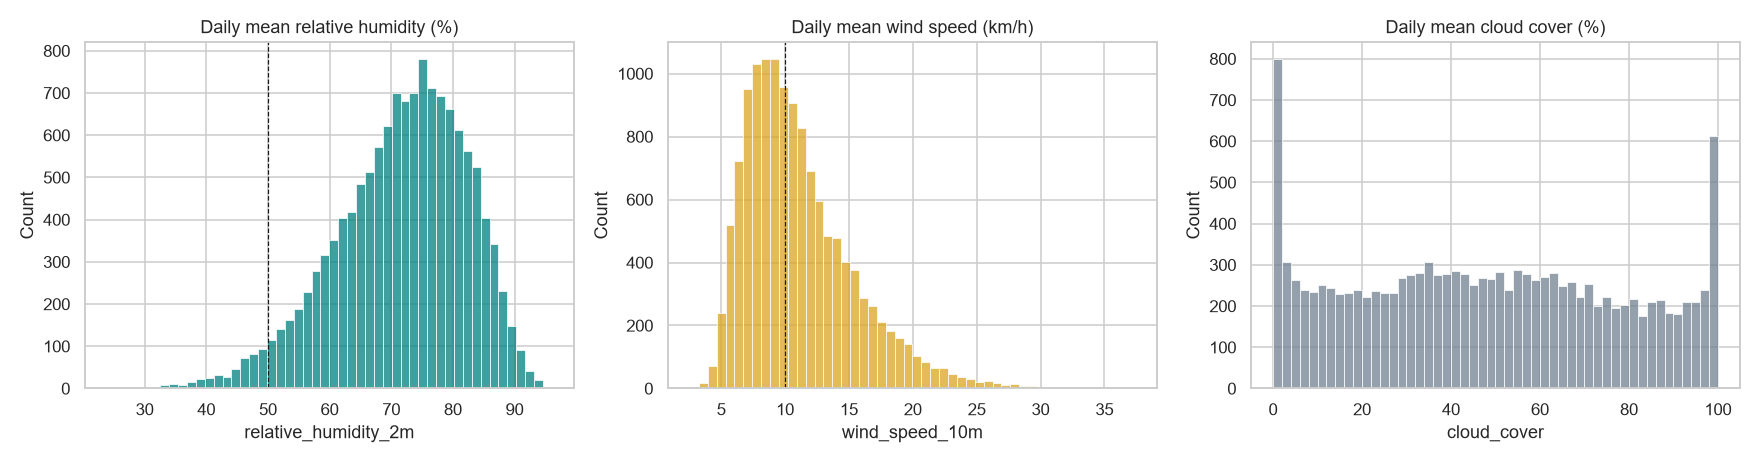 Daily mean relative humidity (%)
800
700
600
500
400
300
200
100
0
Count
30 40 50 60 70 80 90
relative_humidity_2m
Daily mean wind speed (km/h)
1000
800
600
400
200
0
Count
5 10 15 20 25 30 35
wind_speed_10m
Daily mean cloud cover (%)
800
700
600
500
400
300
200
100
0
Count
0 20 40 60 80 100
cloud_cover